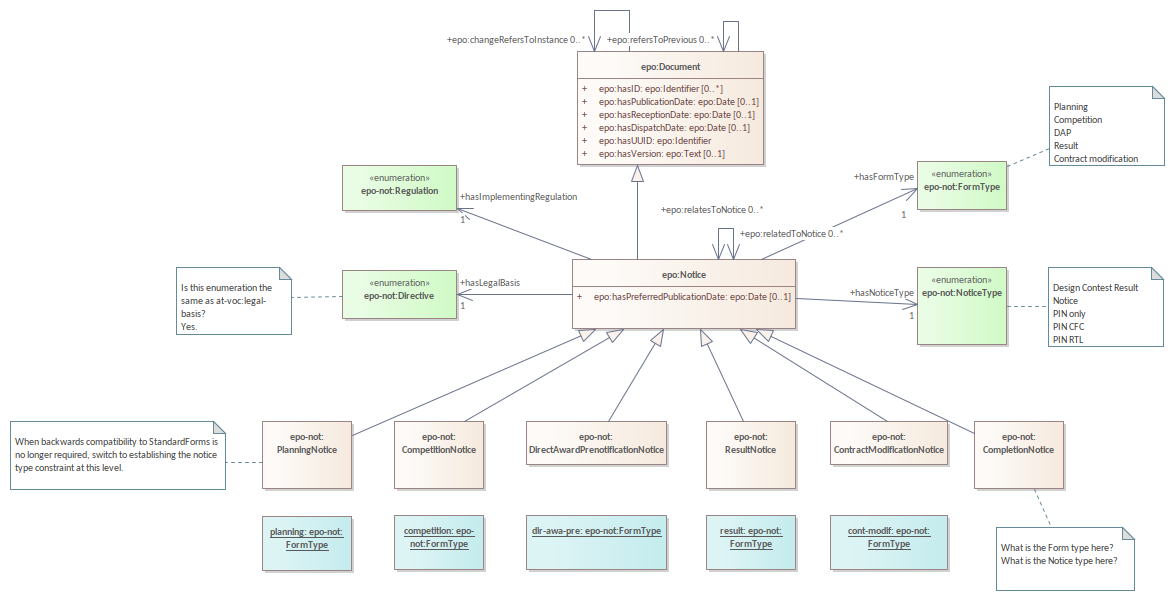 +epo:changeRefersToInstance 0..*
+epo:refersToPrevious 0..*
epo:Document
+ epo:hasID: epo:Identifier [0..*]
+ epo:hasPublicationDate: epo:Date [0..1]
+ epo:hasReceptionDate: epo:Date [0..1]
+ epo:hasDispatchDate: epo:Date [0..1]
+ epo:hasUUID: epo:Identifier
+ epo:hasVersion: epo:Text [0..1]
Planning
Competition
DAP
Result
Contract modification
«enumeration»
epo-not:Regulation
+hasImplementingRegulation
1
+hasFormType
1
«enumeration»
epo-not:FormType
+epo:relatesToNotice 0..*
+epo:relatedToNotice 0..*
Is this enumeration the
same as at-voc:legal-
basis?
Yes.
«enumeration»
epo-not:Directive
+hasLegalBasis
1
epo:Notice
+ epo:hasPreferredPublicationDate: epo:Date [0..1]
+hasNoticeType
1
«enumeration»
epo-not:NoticeType
Design Contest Result
Notice
PIN only
PIN CFC
PIN RTL
When backwards compatibility to StandardForms is
no longer required, switch to establishing the notice
type constraint at this level.
epo-not:
PlanningNotice
epo-not:
CompetitionNotice
epo-not:
DirectAwardPrenotificationNotice
epo-not:
ResultNotice
epo-not:
ContractModificationNotice
epo-not:
CompletionNotice
planning: epo-not:
FormType
competition: epo-
not:FormType
dir-awa-pre: epo-not:FormType
result: epo-not:
FormType
cont-modif: epo-not:
FormType
What is the Form type here?
What is the Notice type here?